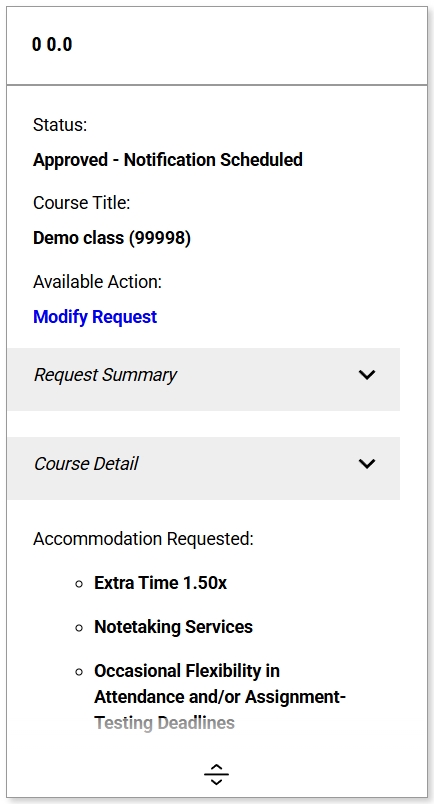 0 0.0
Status:
Approved - Notification Scheduled
Course Title:
Demo class (99998)
Available Action:
Modify Request
Request Summary
Course Detail
Accommodation Requested:
Extra Time 1.50x
Notetaking Services
Occasional Flexibility in
Attendance and/or Assignment-
Testing Deadlines